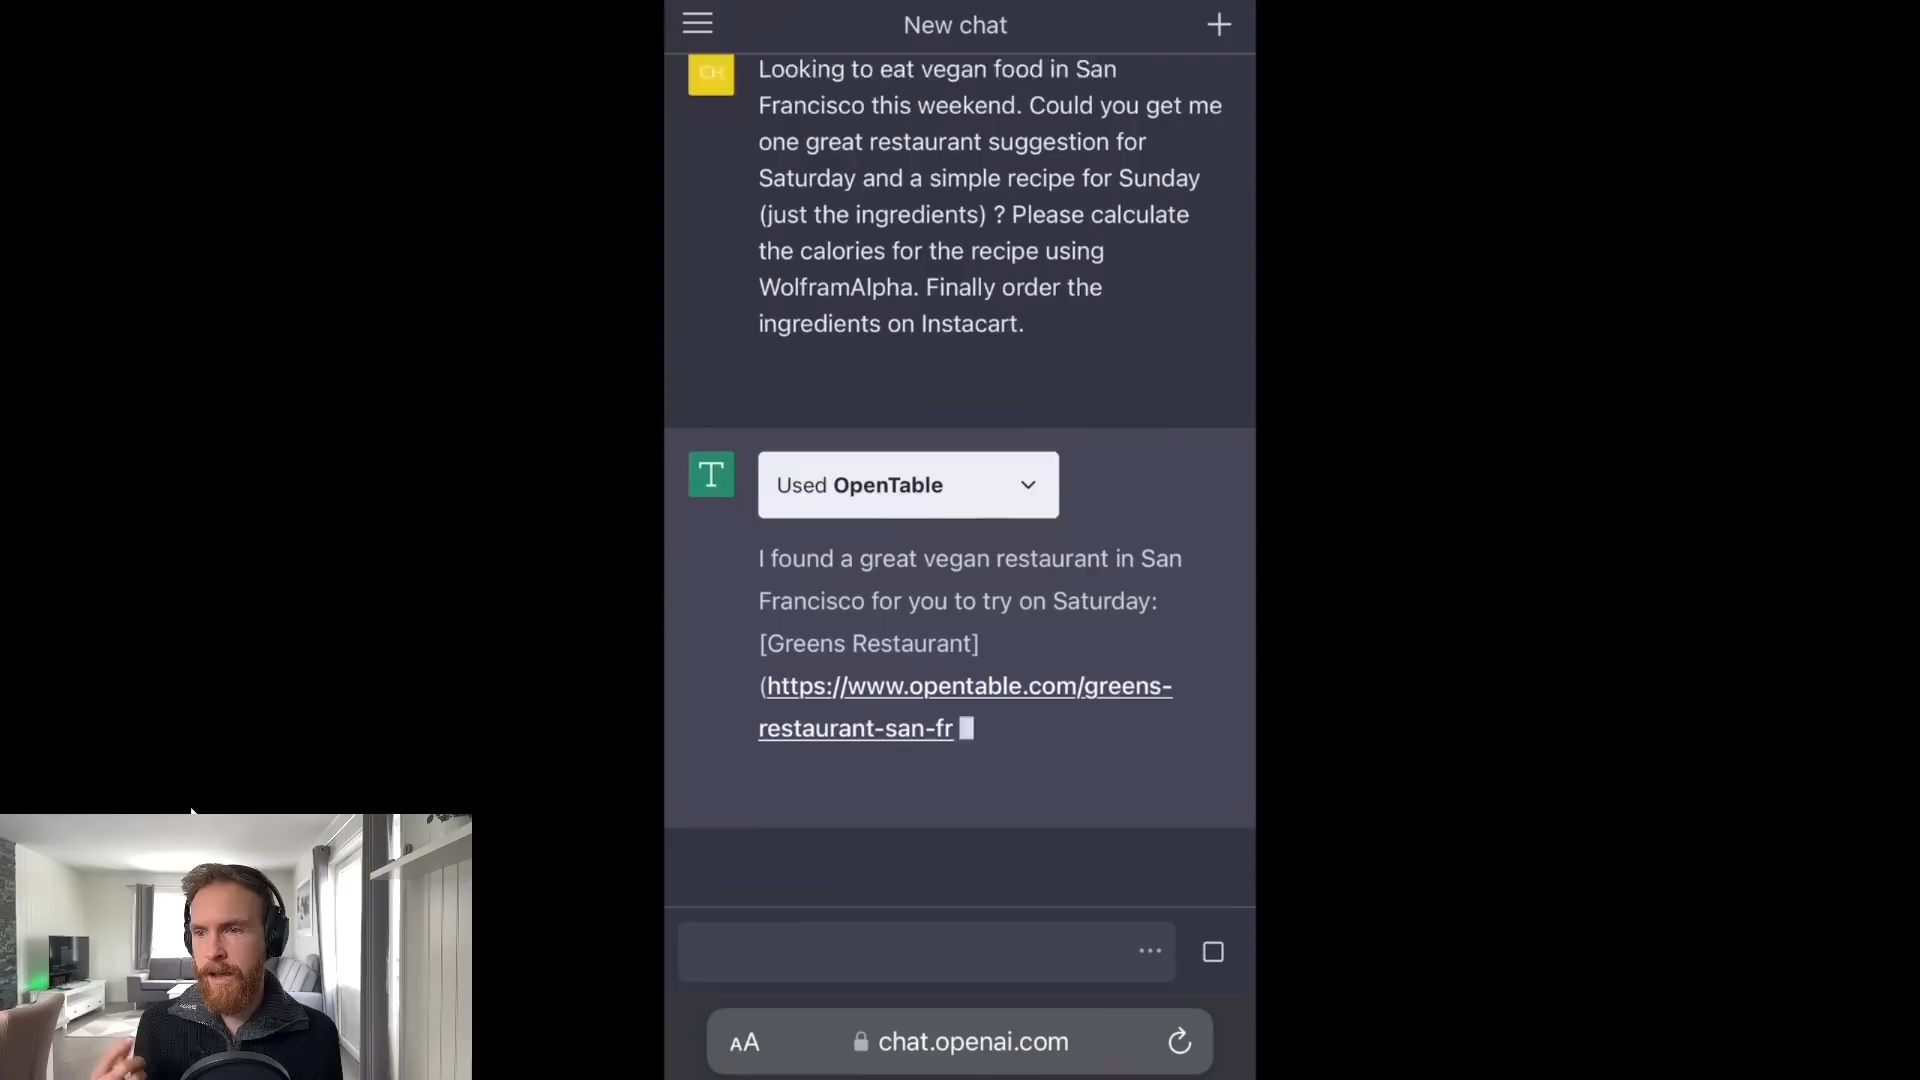 New chat
CH
Looking to eat vegan food in San
Francisco this weekend. Could you get me
one great restaurant suggestion for
Saturday and a simple recipe for Sunday
(just the ingredients) ? Please calculate
the calories for the recipe using
WolframAlpha. Finally order the
ingredients on Instacart.
T
Used OpenTable
I found a great vegan restaurant in San
Francisco for you to try on Saturday:
[Greens Restaurant]
(https://www.opentable.com/greens-
restaurant-san-fr
AA
chat.openai.com